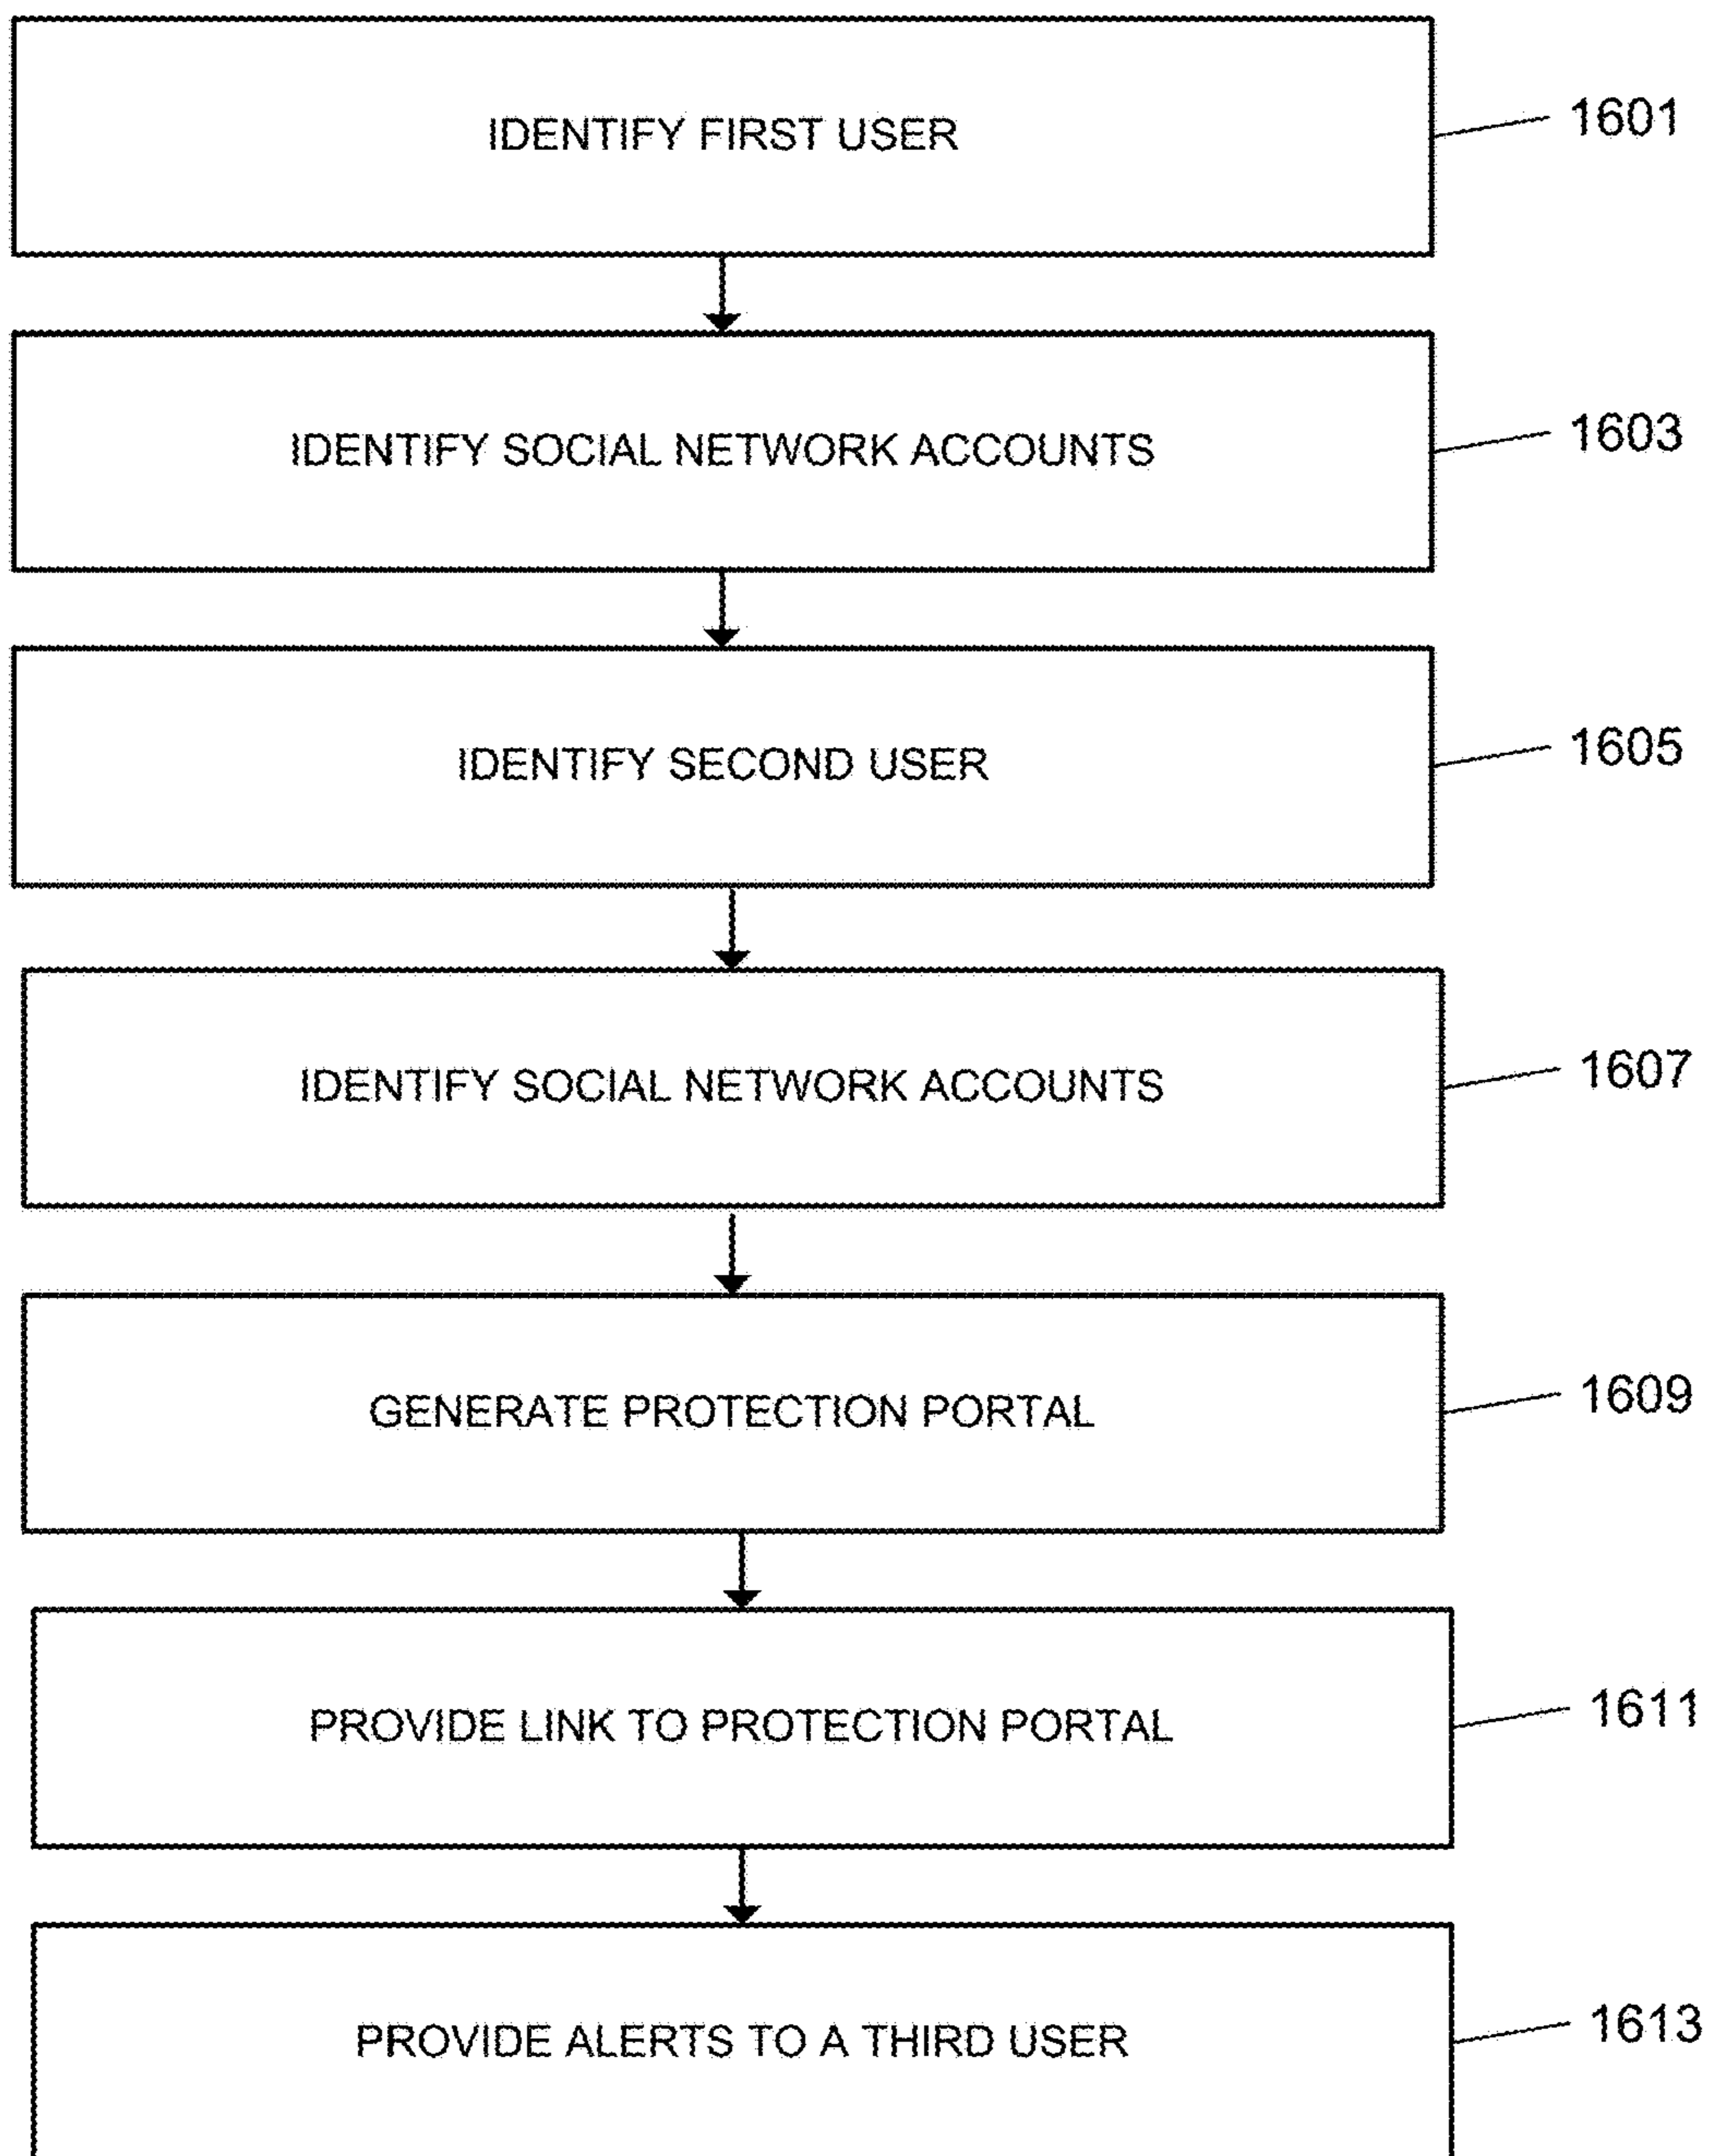 IDENTIFY FIRST USER
1601
IDENTIFY SOCIAL NETWORK ACCOUNTS
1603
IDENTIFY SECOND USER
1605
IDENTIFY SOCIAL NETWORK ACCOUNTS
1607
GENERATE PROTECTION PORTAL
1609
PROVIDE LINK TO PROTECTION PORTAL
1611
PROVIDE ALERTS TO A THIRD USER
1613